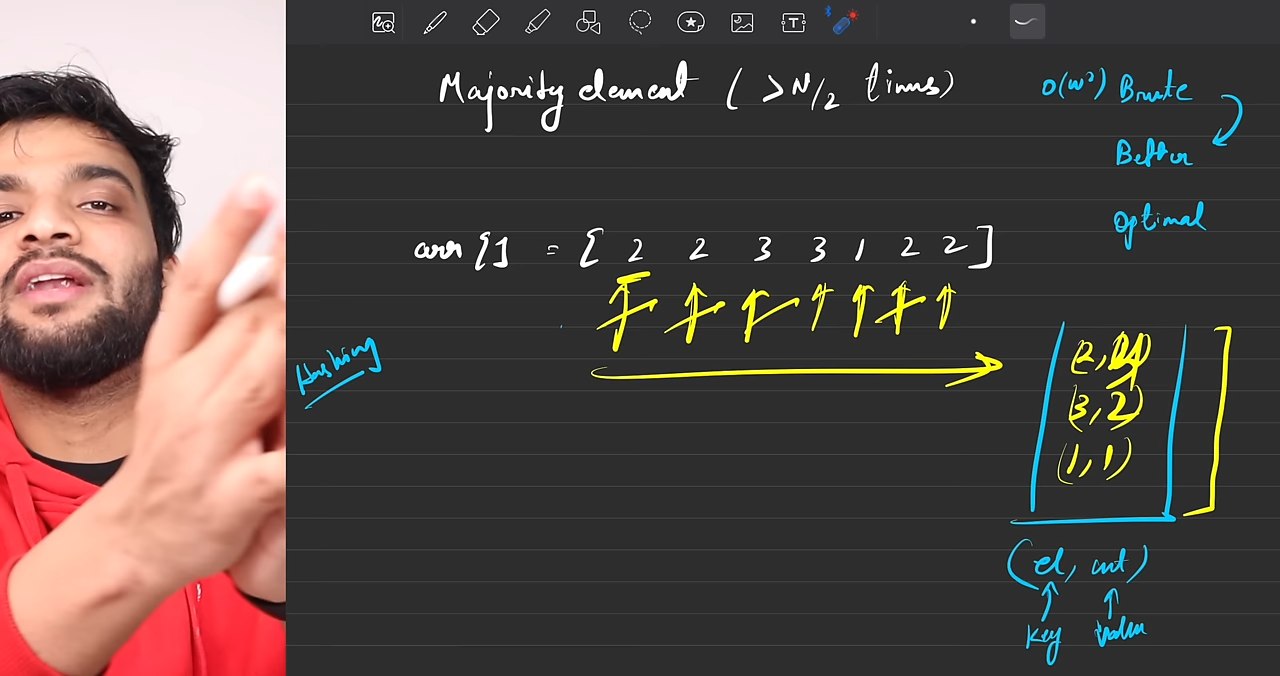 Majority element ( > N/2 times)
O(N²) Brute
Better
Optimal
arr [] = [ 2 2 3 3 1 2 2 ]
Hashing
(3, 2)
(1, 1)
(el, cnt)
key value